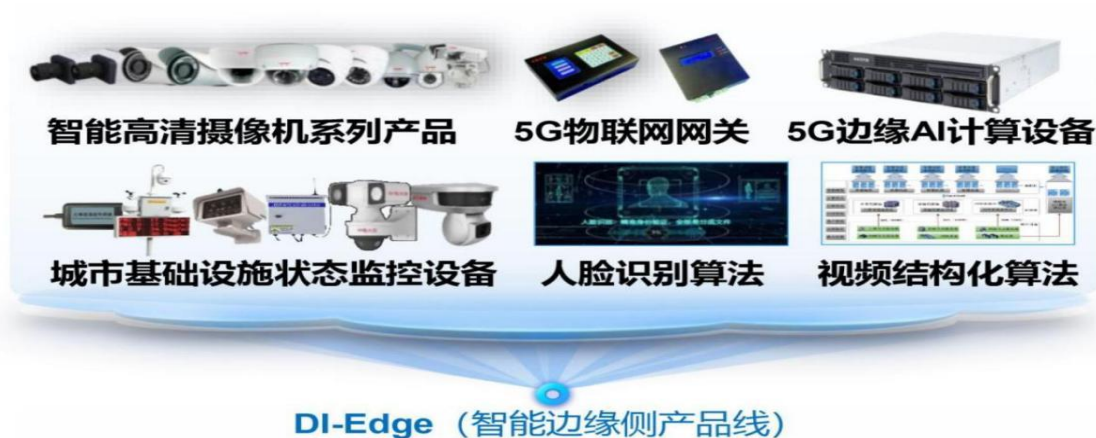 智能高清摄像机系列产品
5G物联网网关
5G边缘AI计算设备
城市基础设施状态监控设备
人脸识别算法
视频结构化算法
DI-Edge（智能边缘侧产品线）